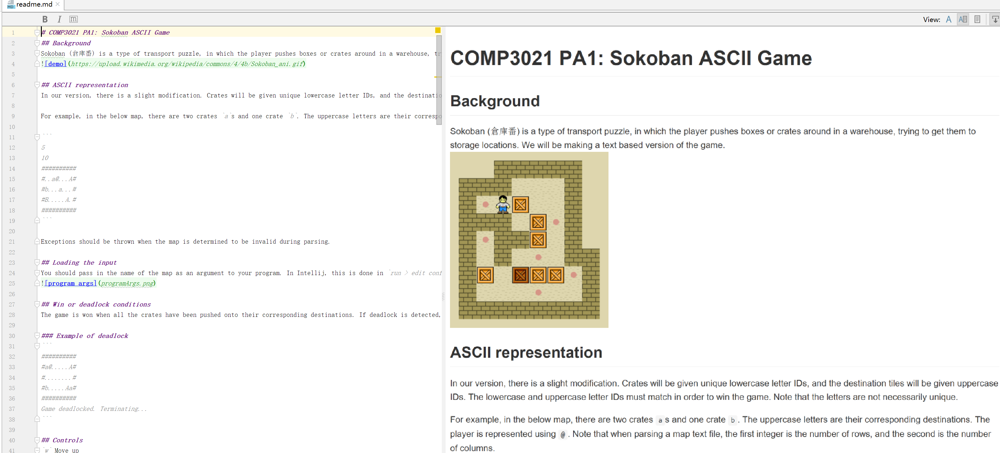 readme.md
B I m
View:
1 # COMP3021 PA1: Sokoban ASCII Game
2 ## Background
3 Sokoban (倉庫番) is a type of transport puzzle, in which the player pushes boxes or crates around in a warehouse, tr
4 ![demo](https://upload.wikimedia.org/wikipedia/commons/4/4b/Sokoban_ani.gif)
5
6 ## ASCII representation
7 In our version, there is a slight modification. Crates will be given unique lowercase letter IDs, and the destinatio
8
9 For example, in the below map, there are two crates `a`s and one crate `b`. The uppercase letters are their correspo
10
11 ```
12 5
13 10
14 ##########
15 #..a@...A#
16 #b...a...#
17 #B.....A.#
18 ##########
19 ```
20
21 Exceptions should be thrown when the map is determined to be invalid during parsing.
22
23 ## Loading the input
24 You should pass in the name of the map as an argument to your program. In Intellij, this is done in `run > edit conf
25 ![program args](programArgs.png)
26
27 ## Win or deadlock conditions
28 The game is won when all the crates have been pushed onto their corresponding destinations. If deadlock is detected,
29
30 ### Example of deadlock
31 ```
32 ##########
33 #a@.....A#
34 #........#
35 #b.....Aa#
36 ##########
37 Game deadlocked. Terminating...
38 ```
39
40 ## Controls
41 `w` Move up
COMP3021 PA1: Sokoban ASCII Game
Background
Sokoban (倉庫番) is a type of transport puzzle, in which the player pushes boxes or crates around in a warehouse, trying to get them to
storage locations. We will be making a text based version of the game.
ASCII representation
In our version, there is a slight modification. Crates will be given unique lowercase letter IDs, and the destination tiles will be given uppercase
IDs. The lowercase and uppercase letter IDs must match in order to win the game. Note that the letters are not necessarily unique.
For example, in the below map, there are two crates a s and one crate b . The uppercase letters are their corresponding destinations. The
player is represented using @ . Note that when parsing a map text file, the first integer is the number of rows, and the second is the number
of columns.